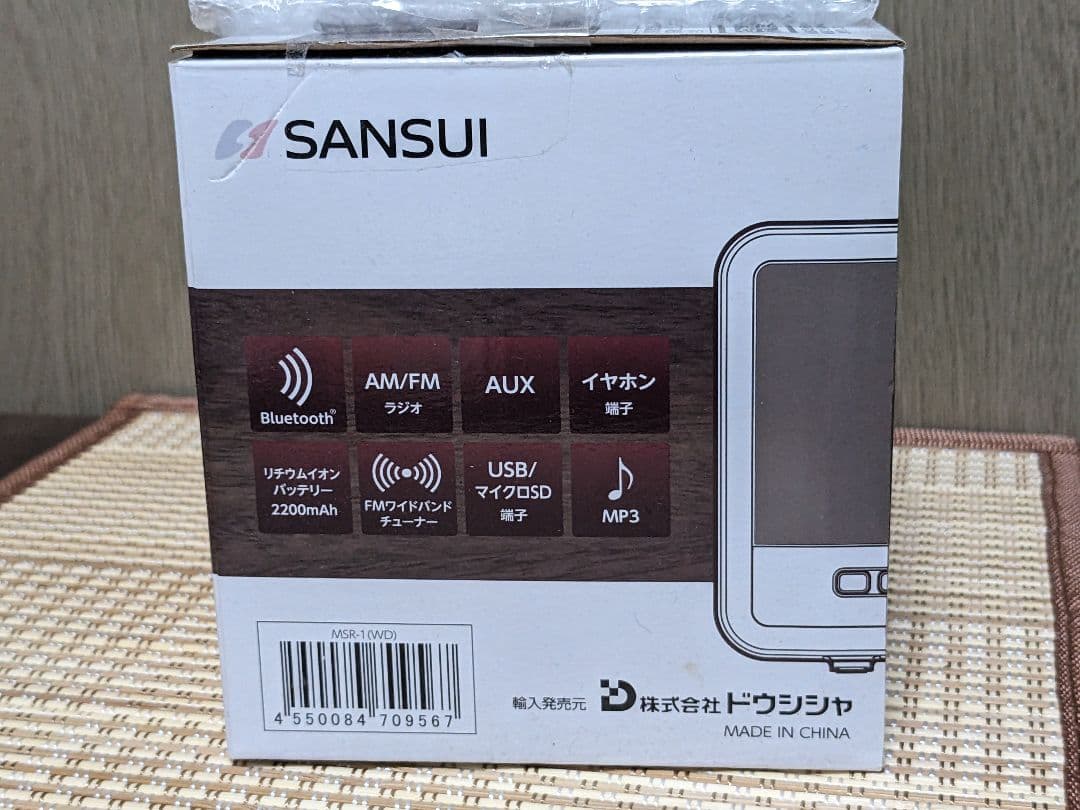 SANSUI
Bluetooth®
AM/FM
ラジオ
AUX
イヤホン
端子
リチウムイオン
バッテリー
2200mAh
FMワイドバンド
チューナー
USB/
マイクロSD
端子
MP3
MSR-1(WD)
4 550084 709567
輸入発売元 株式会社ドウシシャ
MADE IN CHINA